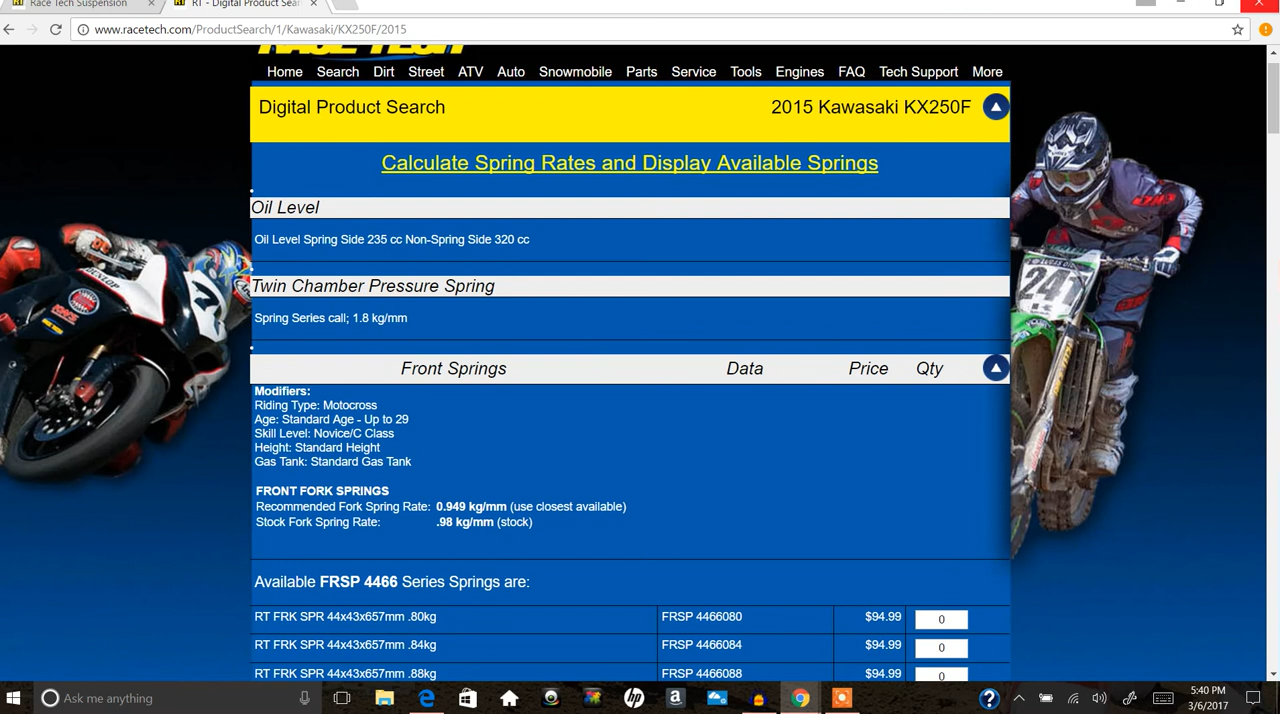 Race Tech Suspension
RT - Digital Product Sear
www.racetech.com/ProductSearch/1/Kawasaki/KX250F/2015
RACE TECH
Home Search Dirt Street ATV Auto Snowmobile Parts Service Tools Engines FAQ Tech Support More
Digital Product Search 2015 Kawasaki KX250F
Calculate Spring Rates and Display Available Springs
Oil Level
Oil Level Spring Side 235 cc Non-Spring Side 320 cc
Twin Chamber Pressure Spring
Spring Series call; 1.8 kg/mm
Front Springs Data Price Qty
Modifiers:
Riding Type: Motocross
Age: Standard Age - Up to 29
Skill Level: Novice/C Class
Height: Standard Height
Gas Tank: Standard Gas Tank
FRONT FORK SPRINGS
Recommended Fork Spring Rate: 0.949 kg/mm (use closest available)
Stock Fork Spring Rate: .98 kg/mm (stock)
Available FRSP 4466 Series Springs are:
RT FRK SPR 44x43x657mm .80kg FRSP 4466080 $94.99 0
RT FRK SPR 44x43x657mm .84kg FRSP 4466084 $94.99 0
RT FRK SPR 44x43x657mm .88kg FRSP 4466088 $94.99 0
DUNLOP
7
241
Ask me anything
hp
a
5:40 PM
3/6/2017